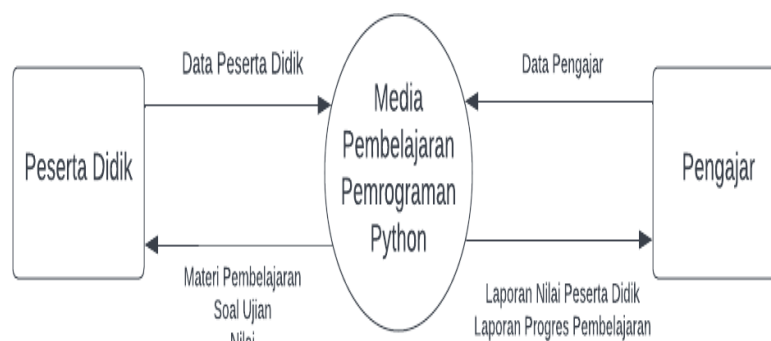 Data Peserta Didik
Data Pengajar
Peserta Didik
Media
Pembelajaran
Pemrograman
Python
Pengajar
Materi Pembelajaran
Soal Ujian
Nilai
Laporan Nilai Peserta Didik
Laporan Progres Pembelajaran